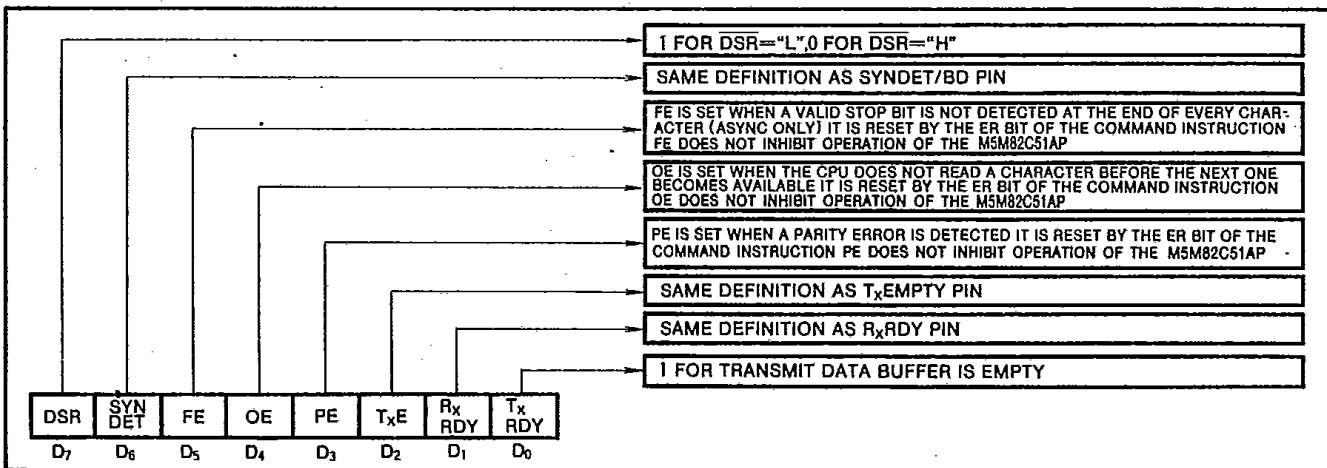 1 FOR DSR="L",0 FOR DSR="H"
SAME DEFINITION AS SYNDET/BD PIN
FE IS SET WHEN A VALID STOP BIT IS NOT DETECTED AT THE END OF EVERY CHAR-
ACTER (ASYNC ONLY) IT IS RESET BY THE ER BIT OF THE COMMAND INSTRUCTION
FE DOES NOT INHIBIT OPERATION OF THE M5M82C51AP
OE IS SET WHEN THE CPU DOES NOT READ A CHARACTER BEFORE THE NEXT ONE
BECOMES AVAILABLE IT IS RESET BY THE ER BIT OF THE COMMAND INSTRUCTION
OE DOES NOT INHIBIT OPERATION OF THE M5M82C51AP
PE IS SET WHEN A PARITY ERROR IS DETECTED IT IS RESET BY THE ER BIT OF THE
COMMAND INSTRUCTION PE DOES NOT INHIBIT OPERATION OF THE M5M82C51AP
SAME DEFINITION AS TxEMPTY PIN
SAME DEFINITION AS RxRDY PIN
1 FOR TRANSMIT DATA BUFFER IS EMPTY
DSR SYN DET FE OE PE TxE Rx RDY Tx RDY
D7 D6 D5 D4 D3 D2 D1 D0